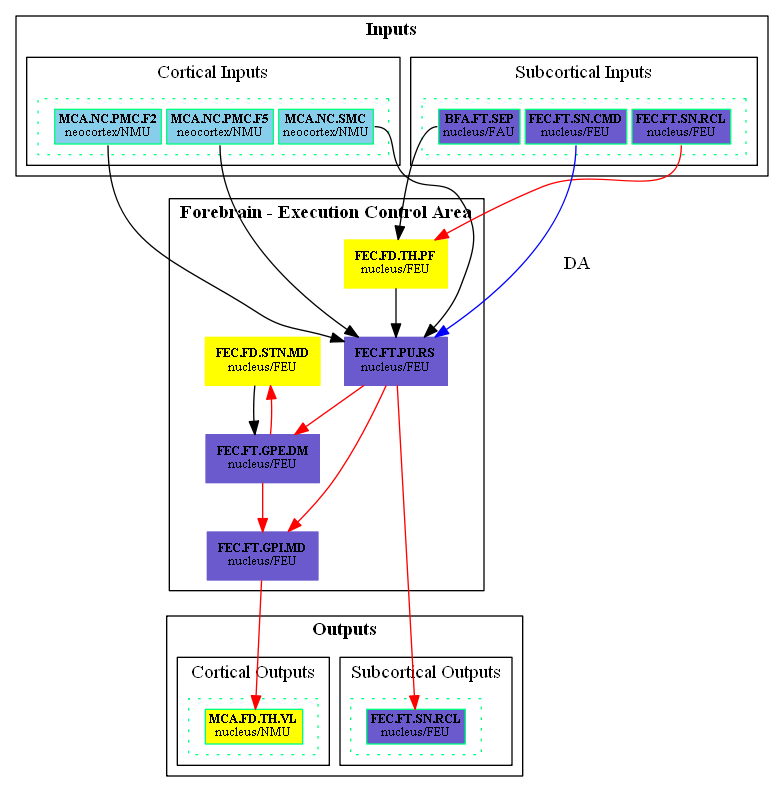 Inputs
Cortical Inputs
Subcortical Inputs
MCA.NC.PMC.F2
neocortex/NMU
MCA.NC.PMC.F5
neocortex/NMU
MCA.NC.SMC
neocortex/NMU
BFA.FT.SEP
nucleus/FAU
FEC.FT.SN.CMD
nucleus/FEU
FEC.FT.SN.RCL
nucleus/FEU
Forebrain - Execution Control Area
FEC.FD.TH.PF
nucleus/FEU
DA
FEC.FD.STN.MD
nucleus/FEU
FEC.FT.PU.RS
nucleus/FEU
FEC.FT.GPE.DM
nucleus/FEU
FEC.FT.GPI.MD
nucleus/FEU
Outputs
Cortical Outputs
Subcortical Outputs
MCA.FD.TH.VL
nucleus/NMU
FEC.FT.SN.RCL
nucleus/FEU